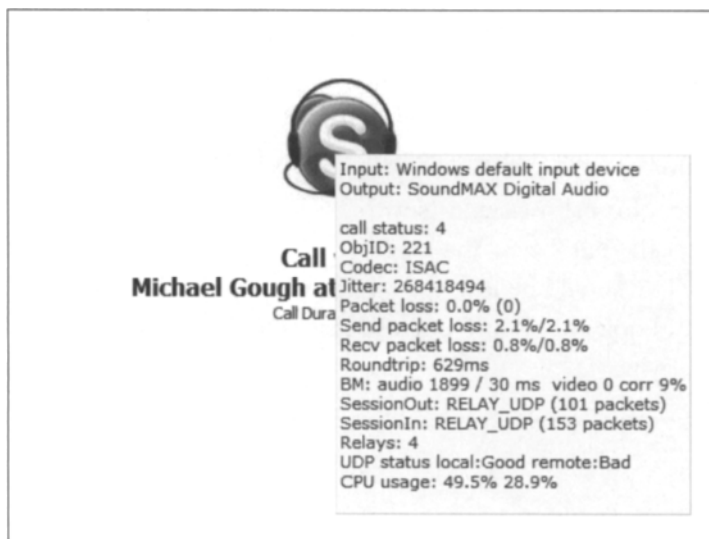 S
Input: Windows default input device
Output: SoundMAX Digital Audio
call status: 4
ObjID: 221
Codec: ISAC
Jitter: 268418494
Packet loss: 0.0% (0)
Send packet loss: 2.1%/2.1%
Recv packet loss: 0.8%/0.8%
Roundtrip: 629ms
BM: audio 1899 / 30 ms video 0 corr 9%
SessionOut: RELAY_UDP (101 packets)
SessionIn: RELAY_UDP (153 packets)
Relays: 4
UDP status local:Good remote:Bad
CPU usage: 49.5% 28.9%
Call
Michael Gough at
Call